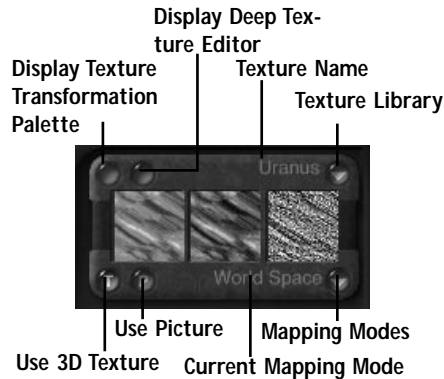 Display Deep Tex-
ture Editor
Display Texture
Transformation
Palette
Texture Name
Texture Library
Uranus
World Space
Use Picture
Mapping Modes
Use 3D Texture
Current Mapping Mode